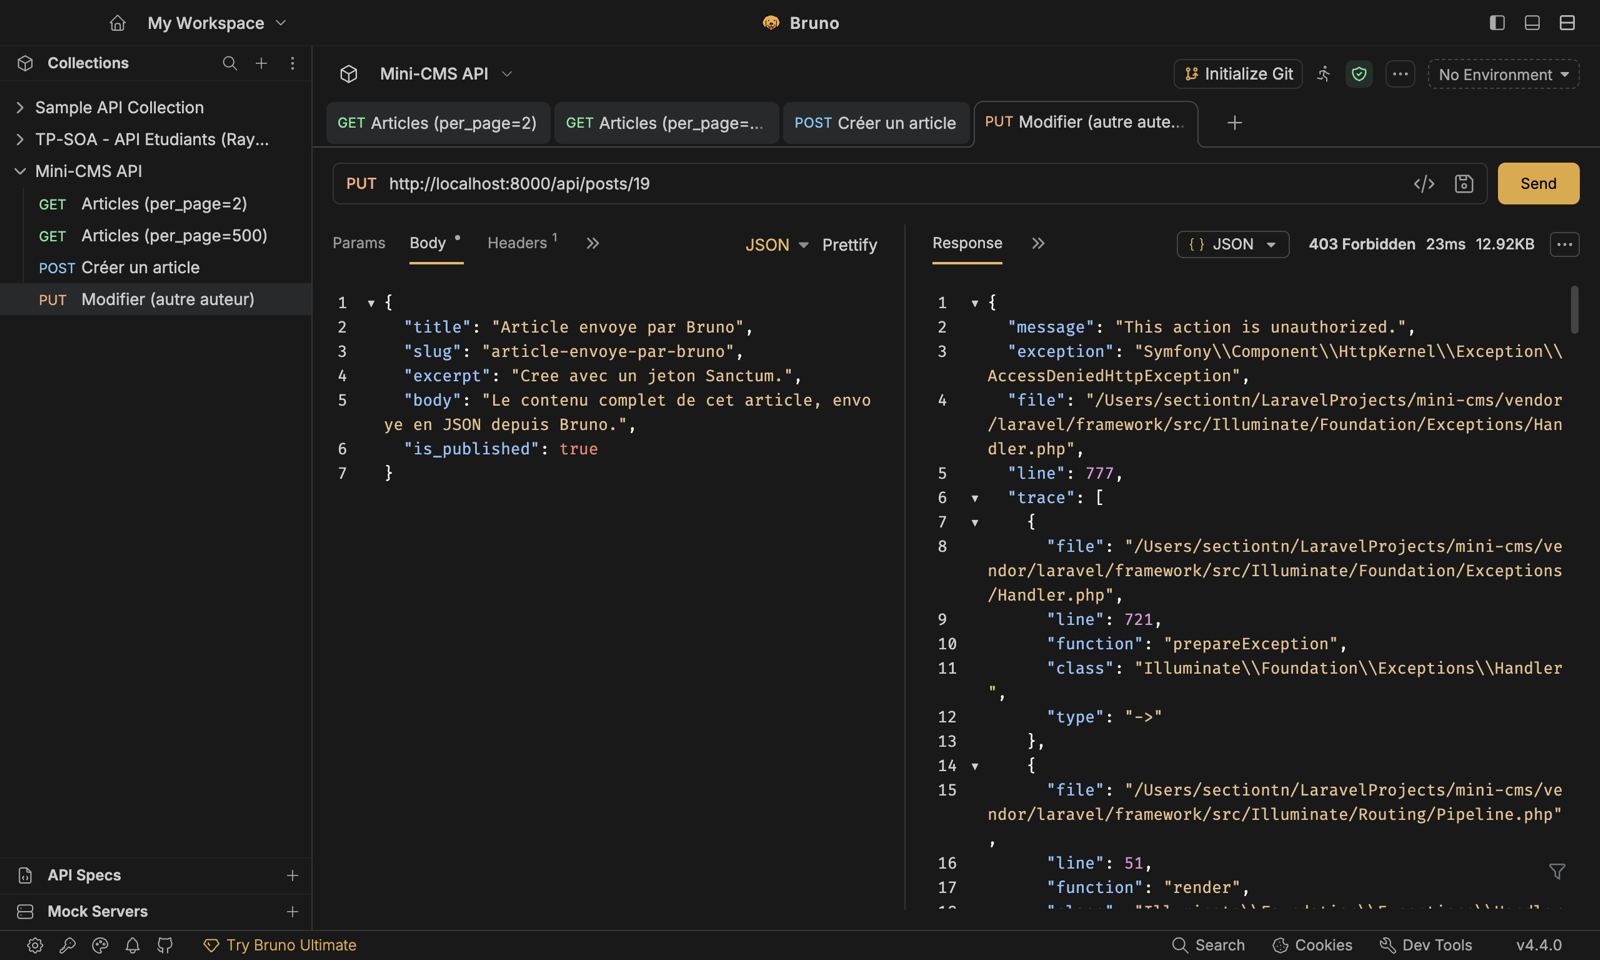 My Workspace
Bruno
Collections
Sample API Collection
TP-SOA - API Etudiants (Ray...
Mini-CMS API
GET Articles (per_page=2)
GET Articles (per_page=500)
POST Créer un article
PUT Modifier (autre auteur)
API Specs
Mock Servers
Mini-CMS API
Initialize Git
No Environment
GET Articles (per_page=2)
GET Articles (per_page=...
POST Créer un article
PUT Modifier (autre aute...
PUT http://localhost:8000/api/posts/19
Send
Params Body Headers 1 JSON Prettify
1 {
2 "title": "Article envoye par Bruno",
3 "slug": "article-envoye-par-bruno",
4 "excerpt": "Cree avec un jeton Sanctum.",
5 "body": "Le contenu complet de cet article, envo
ye en JSON depuis Bruno.",
6 "is_published": true
7 }
Response { } JSON 403 Forbidden 23ms 12.92KB
1 {
2 "message": "This action is unauthorized.",
3 "exception": "Symfony\\Component\\HttpKernel\\Exception\\
AccessDeniedHttpException",
4 "file": "/Users/sectiontn/LaravelProjects/mini-cms/vendor
/laravel/framework/src/Illuminate/Foundation/Exceptions/Han
dler.php",
5 "line": 777,
6 "trace": [
7 {
8 "file": "/Users/sectiontn/LaravelProjects/mini-cms/ve
ndor/laravel/framework/src/Illuminate/Foundation/Exceptions
/Handler.php",
9 "line": 721,
10 "function": "prepareException",
11 "class": "Illuminate\\Foundation\\Exceptions\\Handler
",
12 "type": "->"
13 },
14 {
15 "file": "/Users/sectiontn/LaravelProjects/mini-cms/ve
ndor/laravel/framework/src/Illuminate/Routing/Pipeline.php"
,
16 "line": 51,
17 "function": "render",
Try Bruno Ultimate
Search
Cookies
Dev Tools
v4.4.0